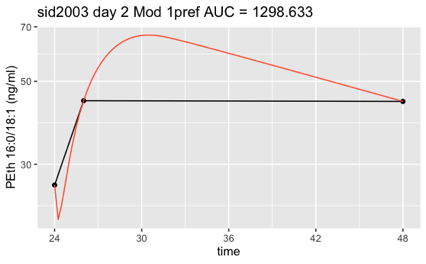 sid2003 day 2 Mod 1pref AUC = 1298.633
PEth 16:0/18:1 (ng/ml)
70
50
30
24
30
36
42
48
time